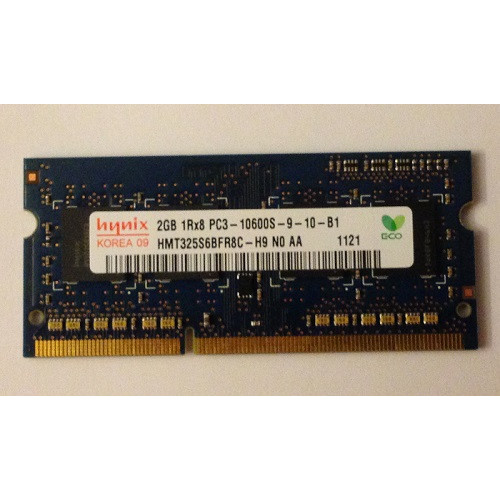 hynix
KOREA 09
2GB 1Rx8 PC3-10600S-9-10-B1
HMT325S6BFR8C-H9 N0 AA 1121
ECO